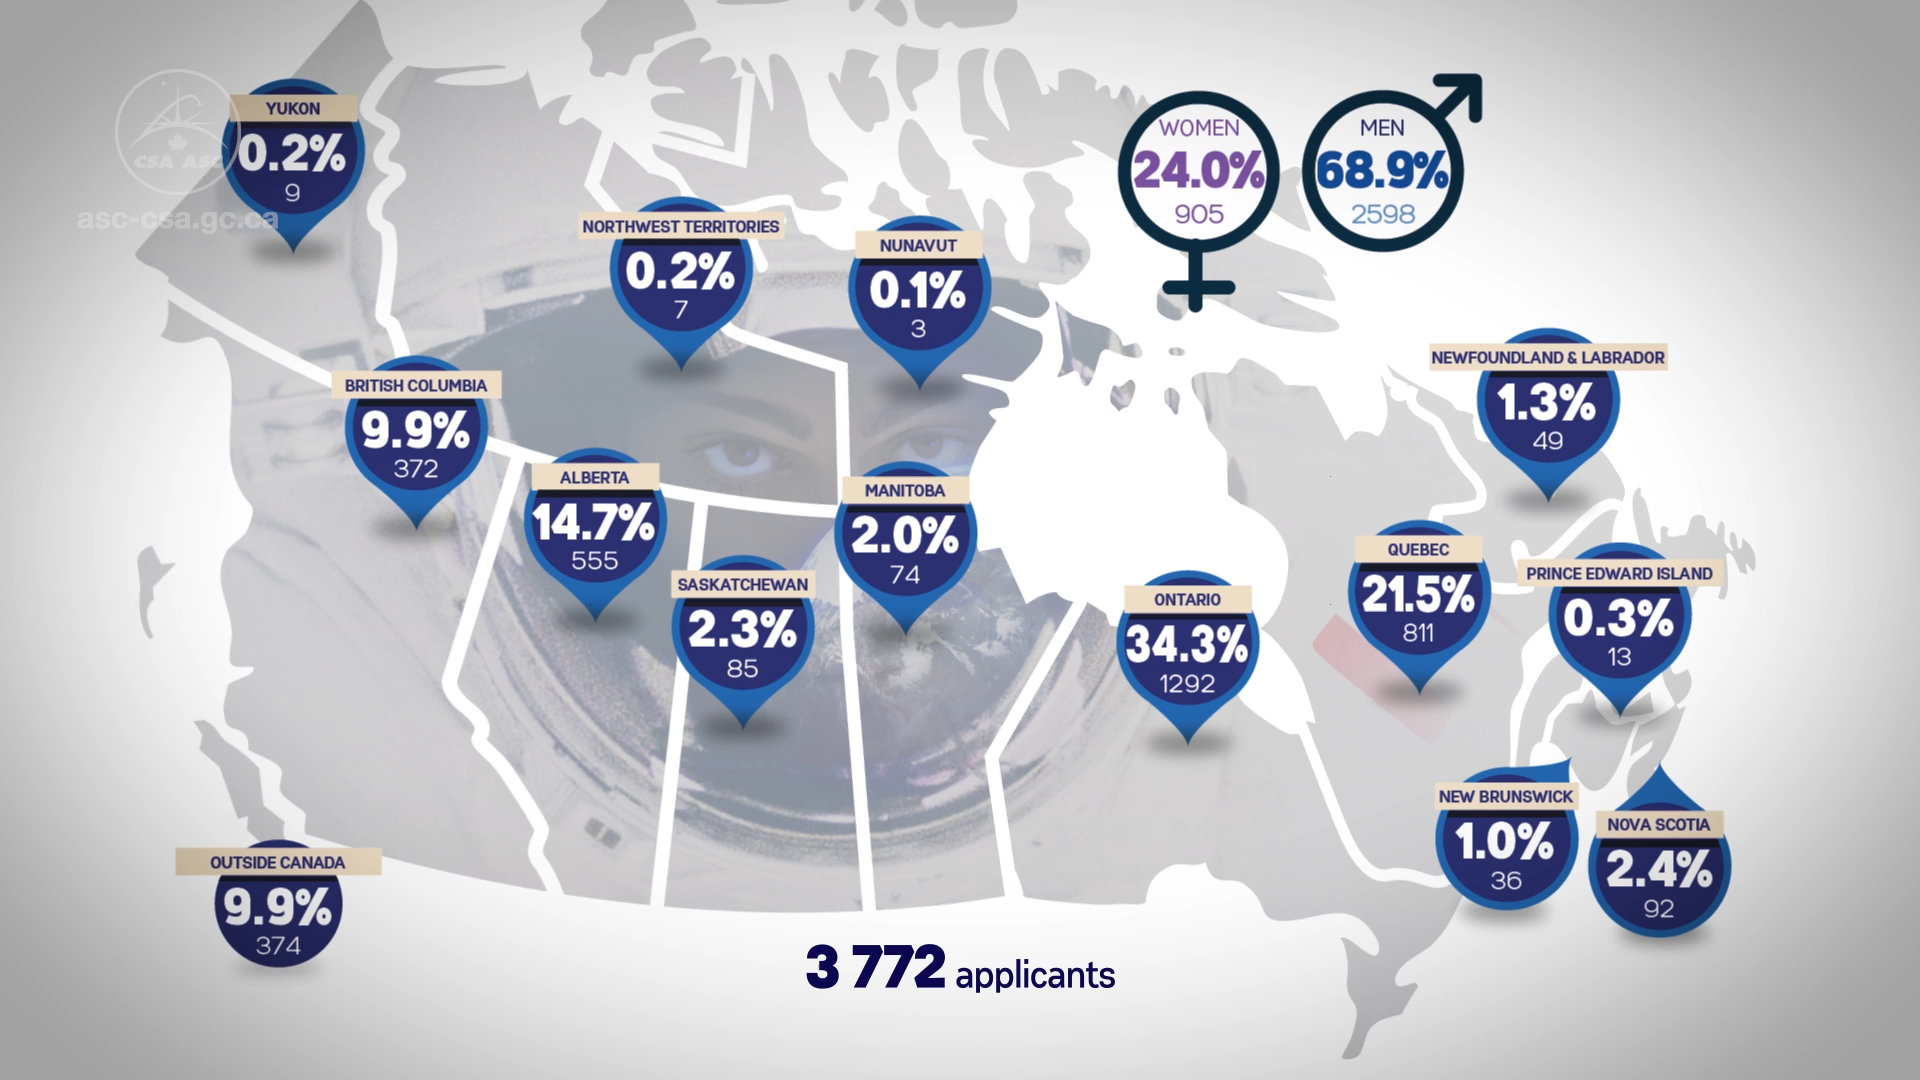 YUKON
0.2%
9
CSA ASC
asc-csa.gc.ca
NORTHWEST TERRITORIES
0.2%
7
NUNAVUT
0.1%
3
WOMEN
24.0%
905
MEN
68.9%
2598
BRITISH COLUMBIA
9.9%
372
ALBERTA
14.7%
555
SASKATCHEWAN
2.3%
85
MANITOBA
2.0%
74
ONTARIO
34.3%
1292
QUEBEC
21.5%
811
NEWFOUNDLAND & LABRADOR
1.3%
49
PRINCE EDWARD ISLAND
0.3%
13
NEW BRUNSWICK
1.0%
36
NOVA SCOTIA
2.4%
92
OUTSIDE CANADA
9.9%
374
3 772 applicants